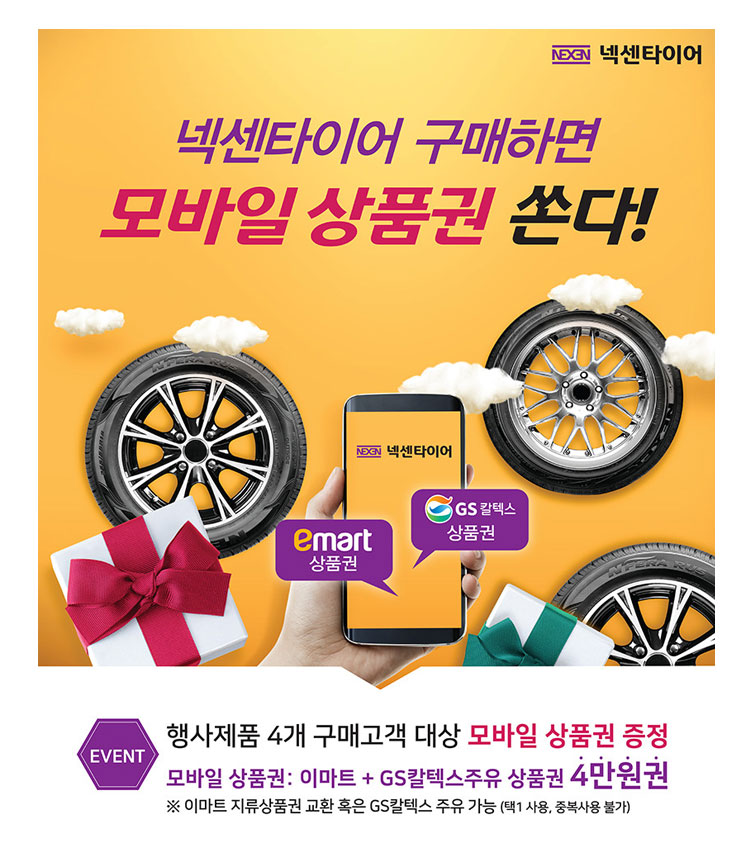 NEXEN 넥센타이어
넥센타이어 구매하면
모바일 상품권 쏜다!
N'FERA RU
NEXEN 넥센타이어
GS칼텍스
상품권
emart
상품권
N'FERA RU
EVENT
행사제품 4개 구매고객 대상 모바일 상품권 증정
모바일 상품권: 이마트 + GS칼텍스주유 상품권 4만원권
※ 이마트 지류상품권 교환 혹은 GS칼텍스 주유 가능 (택1 사용, 중복사용 불가)